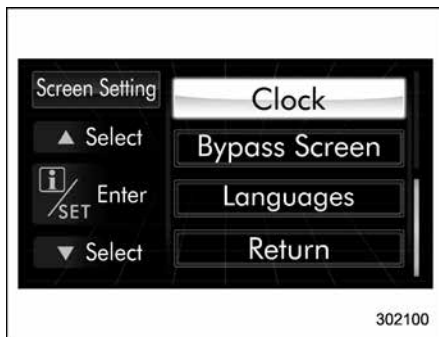 Screen Setting
Clock
▲ Select
Bypass Screen
i/SET Enter
Languages
▼ Select
Return
302100